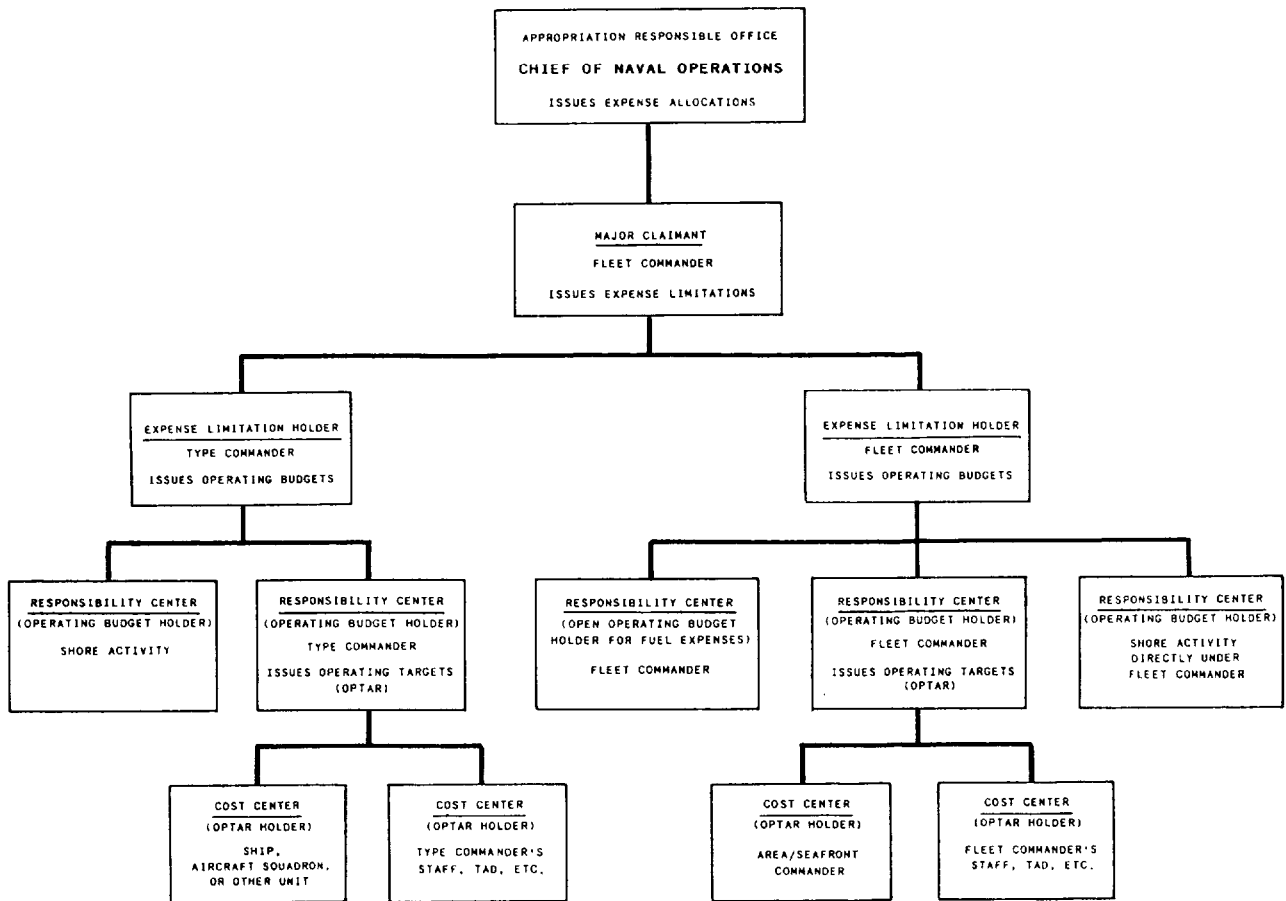 APPROPRIATION RESPONSIBLE OFFICE
CHIEF OF NAVAL OPERATIONS
ISSUES EXPENSE ALLOCATIONS
MAJOR CLAIMANT
FLEET COMMANDER
ISSUES EXPENSE LIMITATIONS
EXPENSE LIMITATION HOLDER
TYPE COMMANDER
ISSUES OPERATING BUDGETS
EXPENSE LIMITATION HOLDER
FLEET COMMANDER
ISSUES OPERATING BUDGETS
RESPONSIBILITY CENTER
(OPERATING BUDGET HOLDER)
SHORE ACTIVITY
RESPONSIBILITY CENTER
(OPERATING BUDGET HOLDER)
TYPE COMMANDER
ISSUES OPERATING TARGETS
(OPTAR)
RESPONSIBILITY CENTER
(OPEN OPERATING BUDGET
HOLDER FOR FUEL EXPENSES)
FLEET COMMANDER
RESPONSIBILITY CENTER
(OPERATING BUDGET HOLDER)
FLEET COMMANDER
ISSUES OPERATING TARGETS
(OPTAR)
RESPONSIBILITY CENTER
(OPERATING BUDGET HOLDER)
SHORE ACTIVITY
DIRECTLY UNDER
FLEET COMMANDER
COST CENTER
(OPTAR HOLDER)
SHIP,
AIRCRAFT SQUADRON,
OR OTHER UNIT
COST CENTER
(OPTAR HOLDER)
TYPE COMMANDER'S
STAFF, TAD, ETC.
COST CENTER
(OPTAR HOLDER)
AREA/SEAFRONT
COMMANDER
COST CENTER
(OPTAR HOLDER)
FLEET COMMANDER'S
STAFF, TAD, ETC.